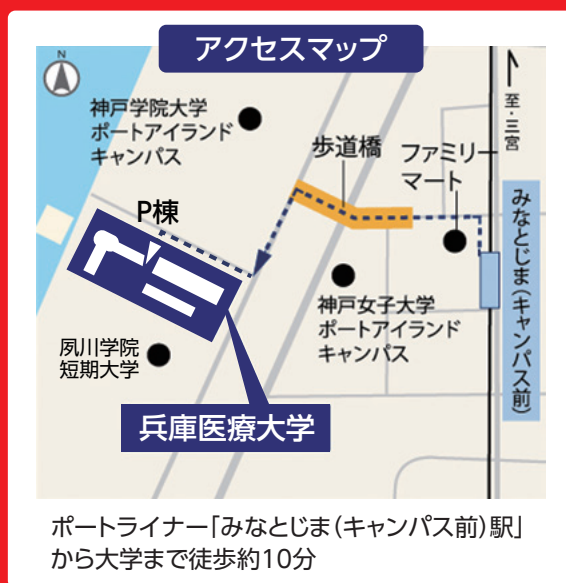 アクセスマップ
N
至・三宮
神戸学院大学
ポートアイランド
キャンパス
歩道橋
ファミリー
マート
P棟
みなとじま(キャンパス前)
神戸女子大学
ポートアイランド
キャンパス
夙川学院
短期大学
兵庫医療大学
ポートライナー「みなとじま(キャンパス前)駅」
から大学まで徒歩約10分